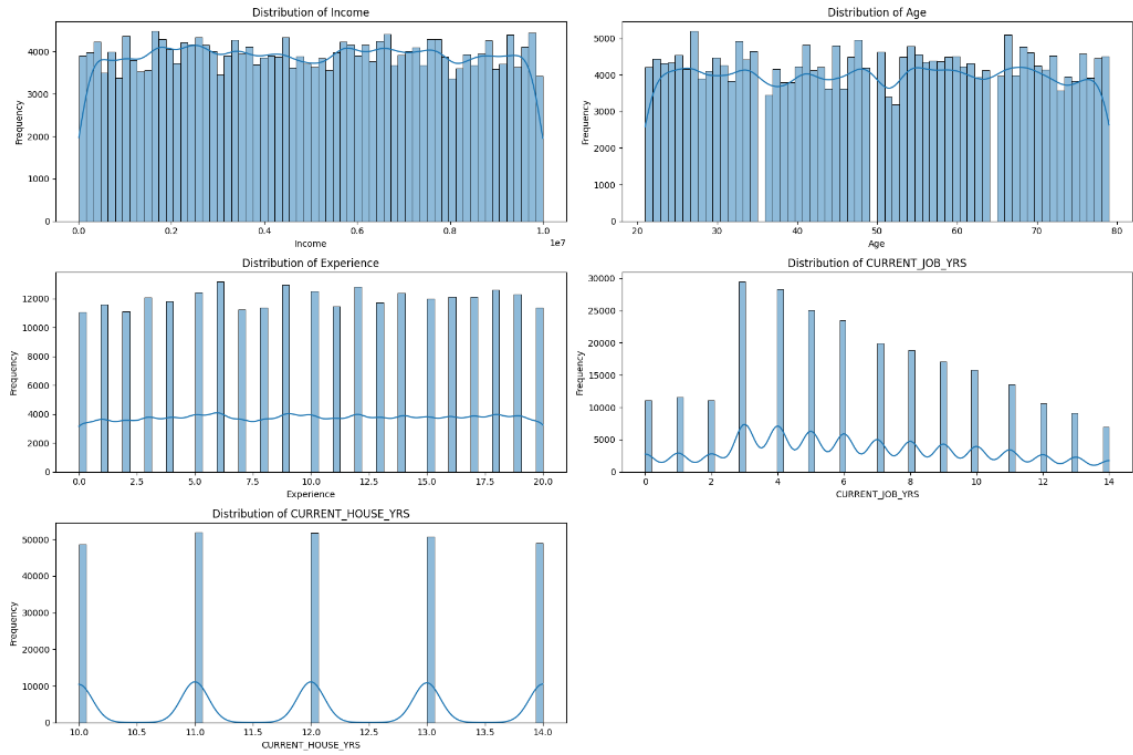 Distribution of Income
Frequency
4000
3000
2000
1000
0
0.0 0.2 0.4 0.6 0.8 1.0
1e7
Income
Distribution of Age
Frequency
5000
4000
3000
2000
1000
0
20 30 40 50 60 70 80
Age
Distribution of Experience
Frequency
12000
10000
8000
6000
4000
2000
0
0.0 2.5 5.0 7.5 10.0 12.5 15.0 17.5 20.0
Experience
Distribution of CURRENT_JOB_YRS
Frequency
30000
25000
20000
15000
10000
5000
0
0 2 4 6 8 10 12 14
CURRENT_JOB_YRS
Distribution of CURRENT_HOUSE_YRS
Frequency
50000
40000
30000
20000
10000
0
10.0 10.5 11.0 11.5 12.0 12.5 13.0 13.5 14.0
CURRENT_HOUSE_YRS